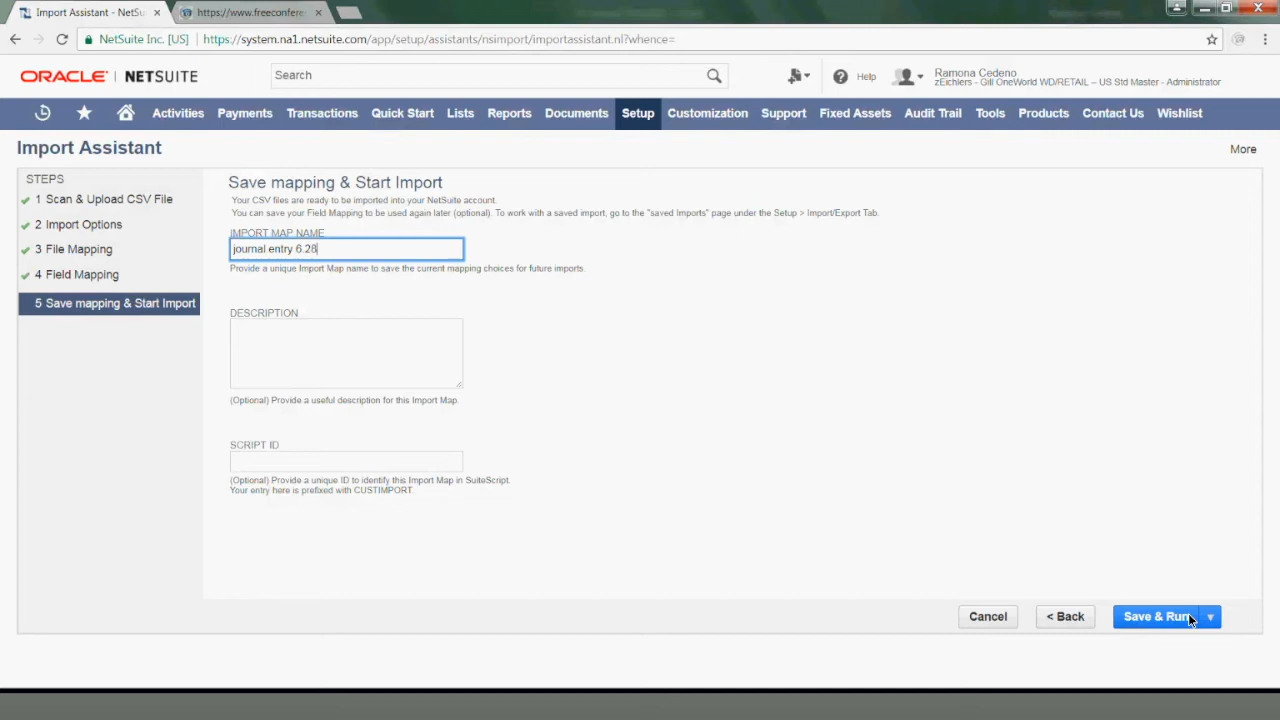 Import Assistant - NetSu
https://www.freeconfere
NetSuite Inc. [US]
https://system.na1.netsuite.com/app/setup/assistants/nsimport/importassistant.nl?whence=
ORACLE | NETSUITE
Search
Help
Ramona Cedeno
zEichlers - Gill OneWorld WD/RETAIL – US Std Master - Administrator
Activities Payments Transactions Quick Start Lists Reports Documents Setup Customization Support Fixed Assets Audit Trail Tools Products Contact Us Wishlist
Import Assistant
More
STEPS
1 Scan & Upload CSV File
2 Import Options
3 File Mapping
4 Field Mapping
5 Save mapping & Start Import
Save mapping & Start Import
Your CSV files are ready to be imported into your NetSuite account.
You can save your Field Mapping to be used again later (optional). To work with a saved import, go to the "saved Imports" page under the Setup > Import/Export Tab.
IMPORT MAP NAME
journal entry 6.28
Provide a unique Import Map name to save the current mapping choices for future imports.
DESCRIPTION
(Optional) Provide a useful description for this Import Map.
SCRIPT ID
(Optional) Provide a unique ID to identify this Import Map in SuiteScript.
Your entry here is prefixed with CUSTIMPORT
Cancel
< Back
Save & Run